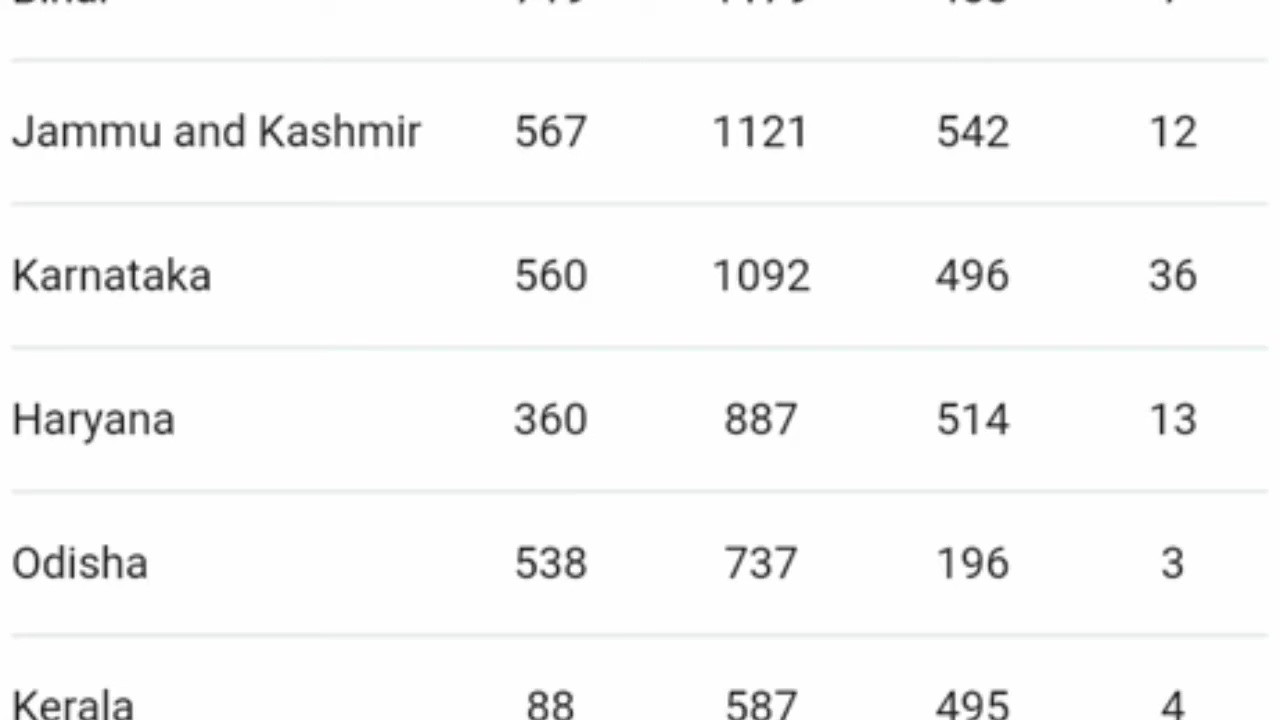 Jammu and Kashmir 567 1121 542 12
Karnataka 560 1092 496 36
Haryana 360 887 514 13
Odisha 538 737 196 3
Kerala 88 587 495 4